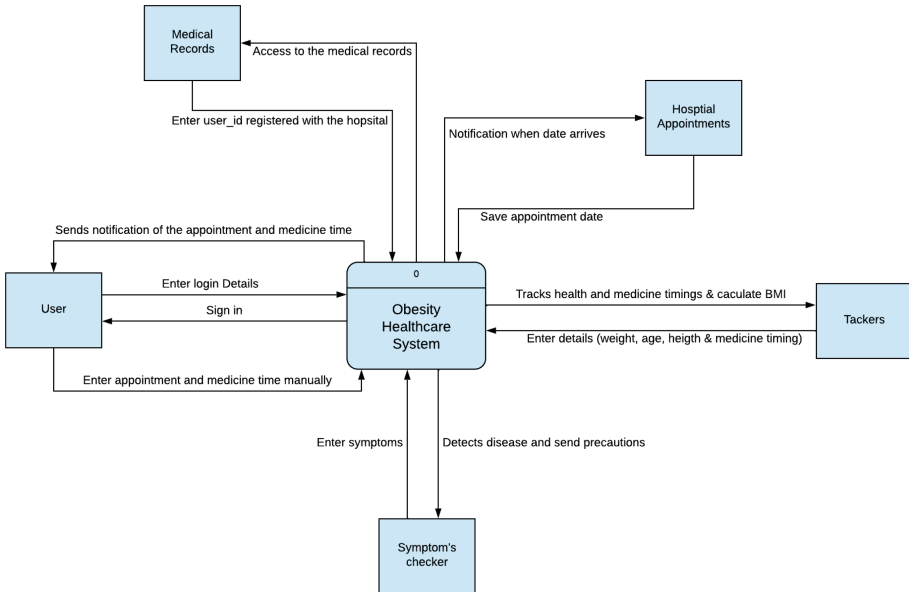 Medical
Records
Access to the medical records
Enter user_id registered with the hopsital
Hosptial
Appointments
Notification when date arrives
Save appointment date
Sends notification of the appointment and medicine time
User
Enter login Details
Sign in
Enter appointment and medicine time manually
0
Obesity
Healthcare
System
Tracks health and medicine timings & caculate BMI
Enter details (weight, age, heigth & medicine timing)
Tackers
Enter symptoms
Detects disease and send precautions
Symptom's
checker